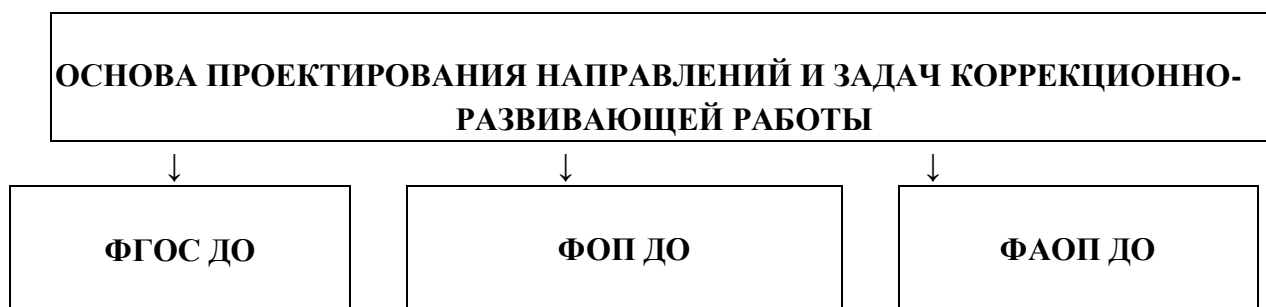 ОСНОВА ПРОЕКТИРОВАНИЯ НАПРАВЛЕНИЙ И ЗАДАЧ КОРРЕКЦИОННО-
РАЗВИВАЮЩЕЙ РАБОТЫ
↓ ↓ ↓
ФГОС ДО ФОП ДО ФАОП ДО